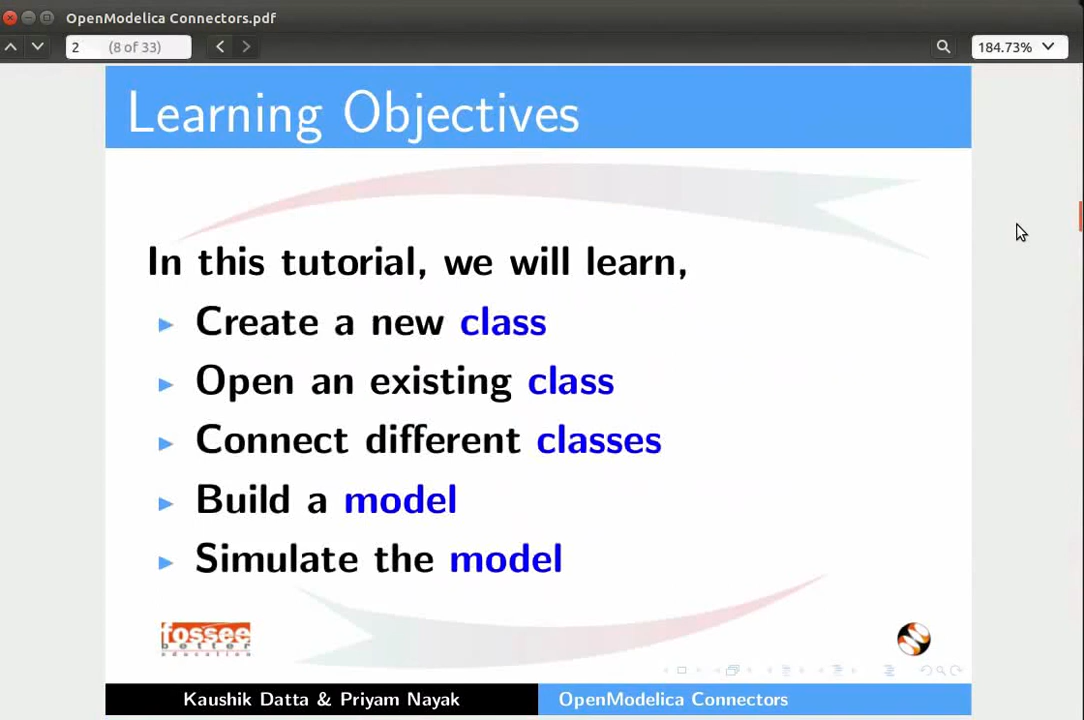 OpenModelica Connectors.pdf
2 (8 of 33) 184.73%
Learning Objectives
In this tutorial, we will learn,
Create a new class
Open an existing class
Connect different classes
Build a model
Simulate the model
fossee
better
education
Kaushik Datta & Priyam Nayak OpenModelica Connectors